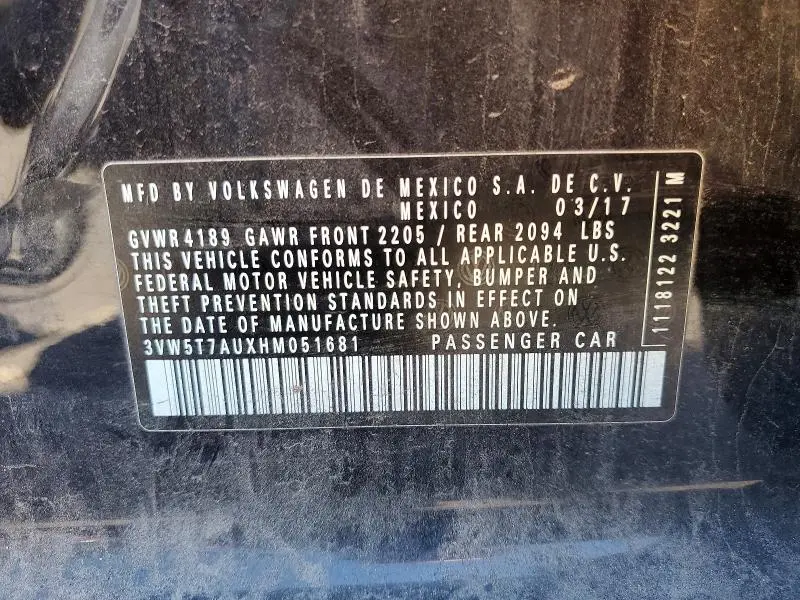 MFD BY VOLKSWAGEN DE MEXICO S.A. DE C.V.
MEXICO 03/17
GVWR 4189 GAWR FRONT 2205 / REAR 2094 LBS
THIS VEHICLE CONFORMS TO ALL APPLICABLE U.S.
FEDERAL MOTOR VEHICLE SAFETY, BUMPER AND
THEFT PREVENTION STANDARDS IN EFFECT ON
THE DATE OF MANUFACTURE SHOWN ABOVE.
3VW5T7AUXHM051681 PASSENGER CAR
1118122 3221 M